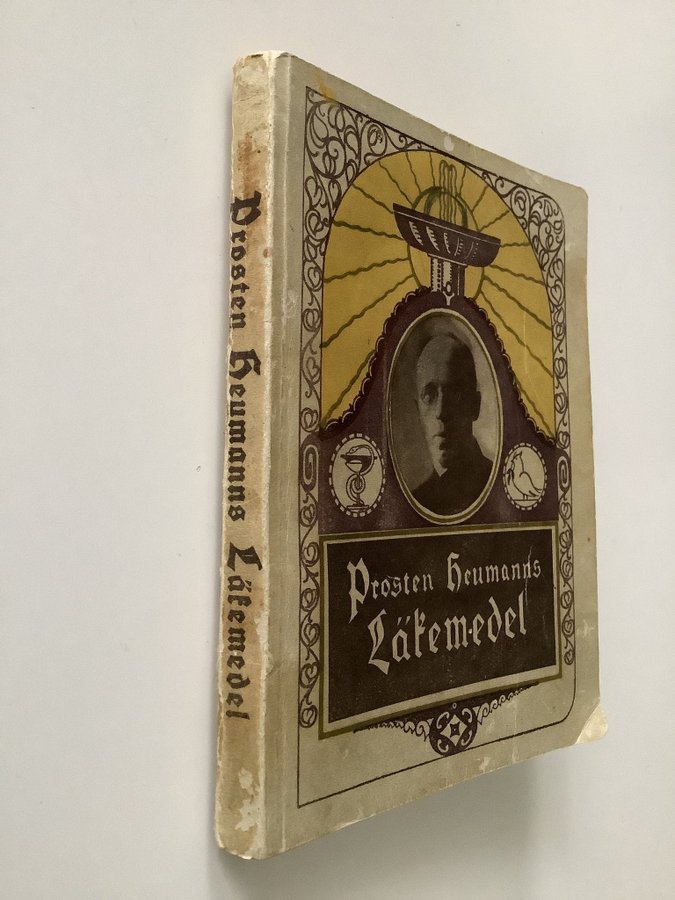 Prosten Heumanns Läkemedel
Prosten Heumanns
Läkemedel